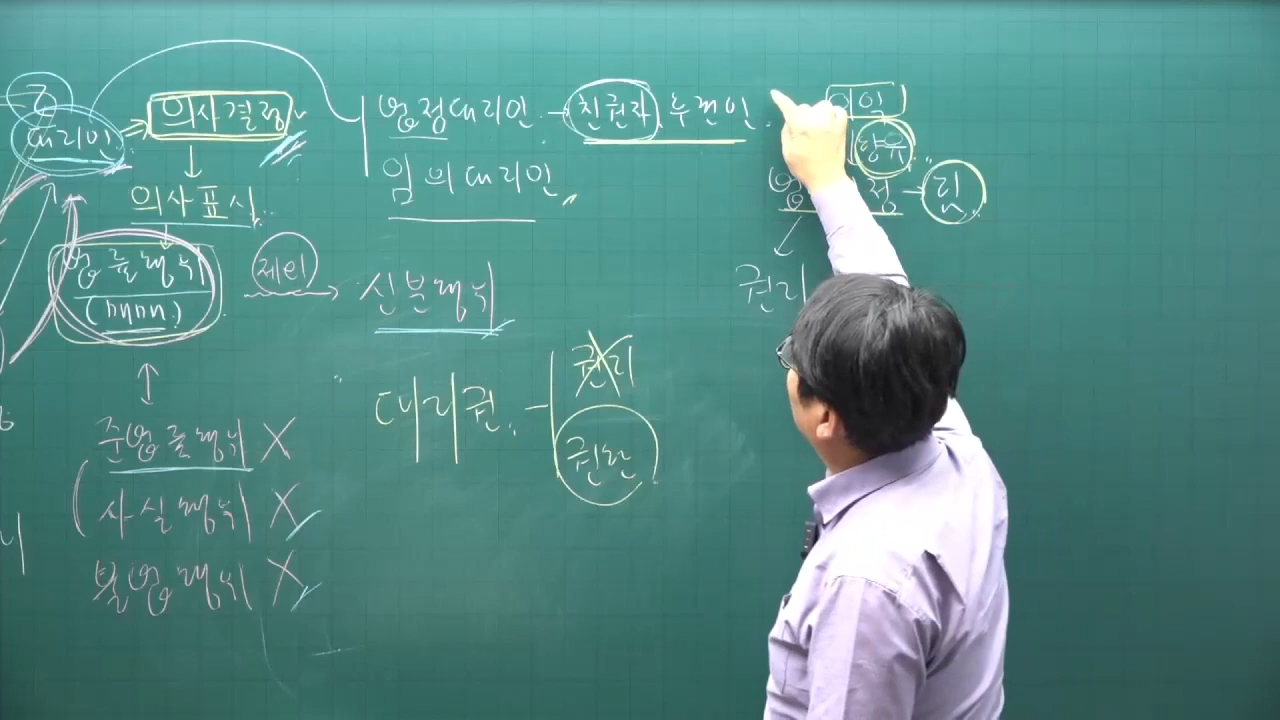 대리인 ⇒ 의사결정
의사표시
법률행위
(매매)
제외 → 신분행위
준법률행위 X
사실행위 X
불법행위 X
법정대리인 - 친권자. 후견인
임의대리인
대리권 - 권리
권한
이익
향유
힘
권리